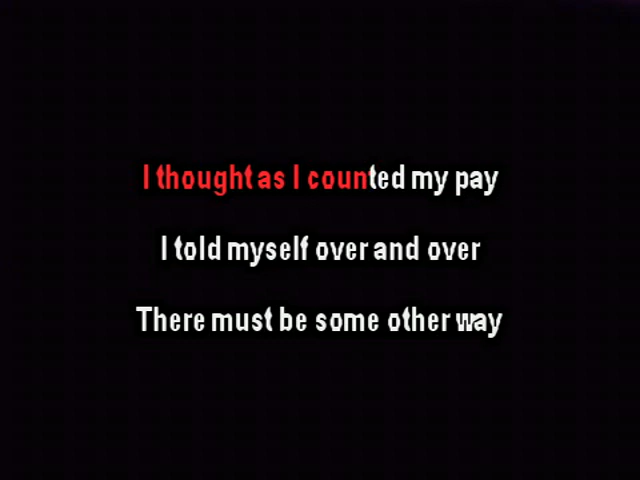 I thought as I counted my pay
I told myself over and over
There must be some other way